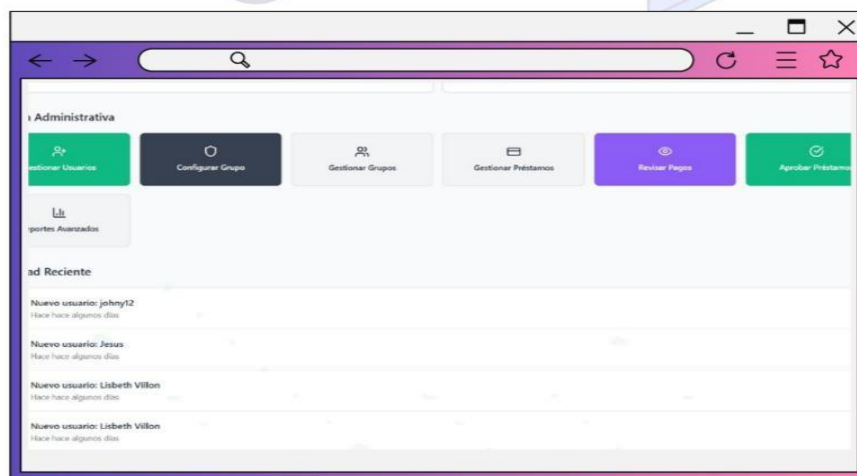 Administrativa
Gestionar Usuarios
Configurar Grupo
Gestionar Grupos
Gestionar Préstamos
Revisar Pagos
Aprobar Préstamos
portes Avanzados
ad Reciente
Nuevo usuario: johny12
Hace hace algunos días
Nuevo usuario: Jesus
Hace hace algunos días
Nuevo usuario: Lisbeth Villon
Hace hace algunos días
Nuevo usuario: Lisbeth Villon
Hace hace algunos días